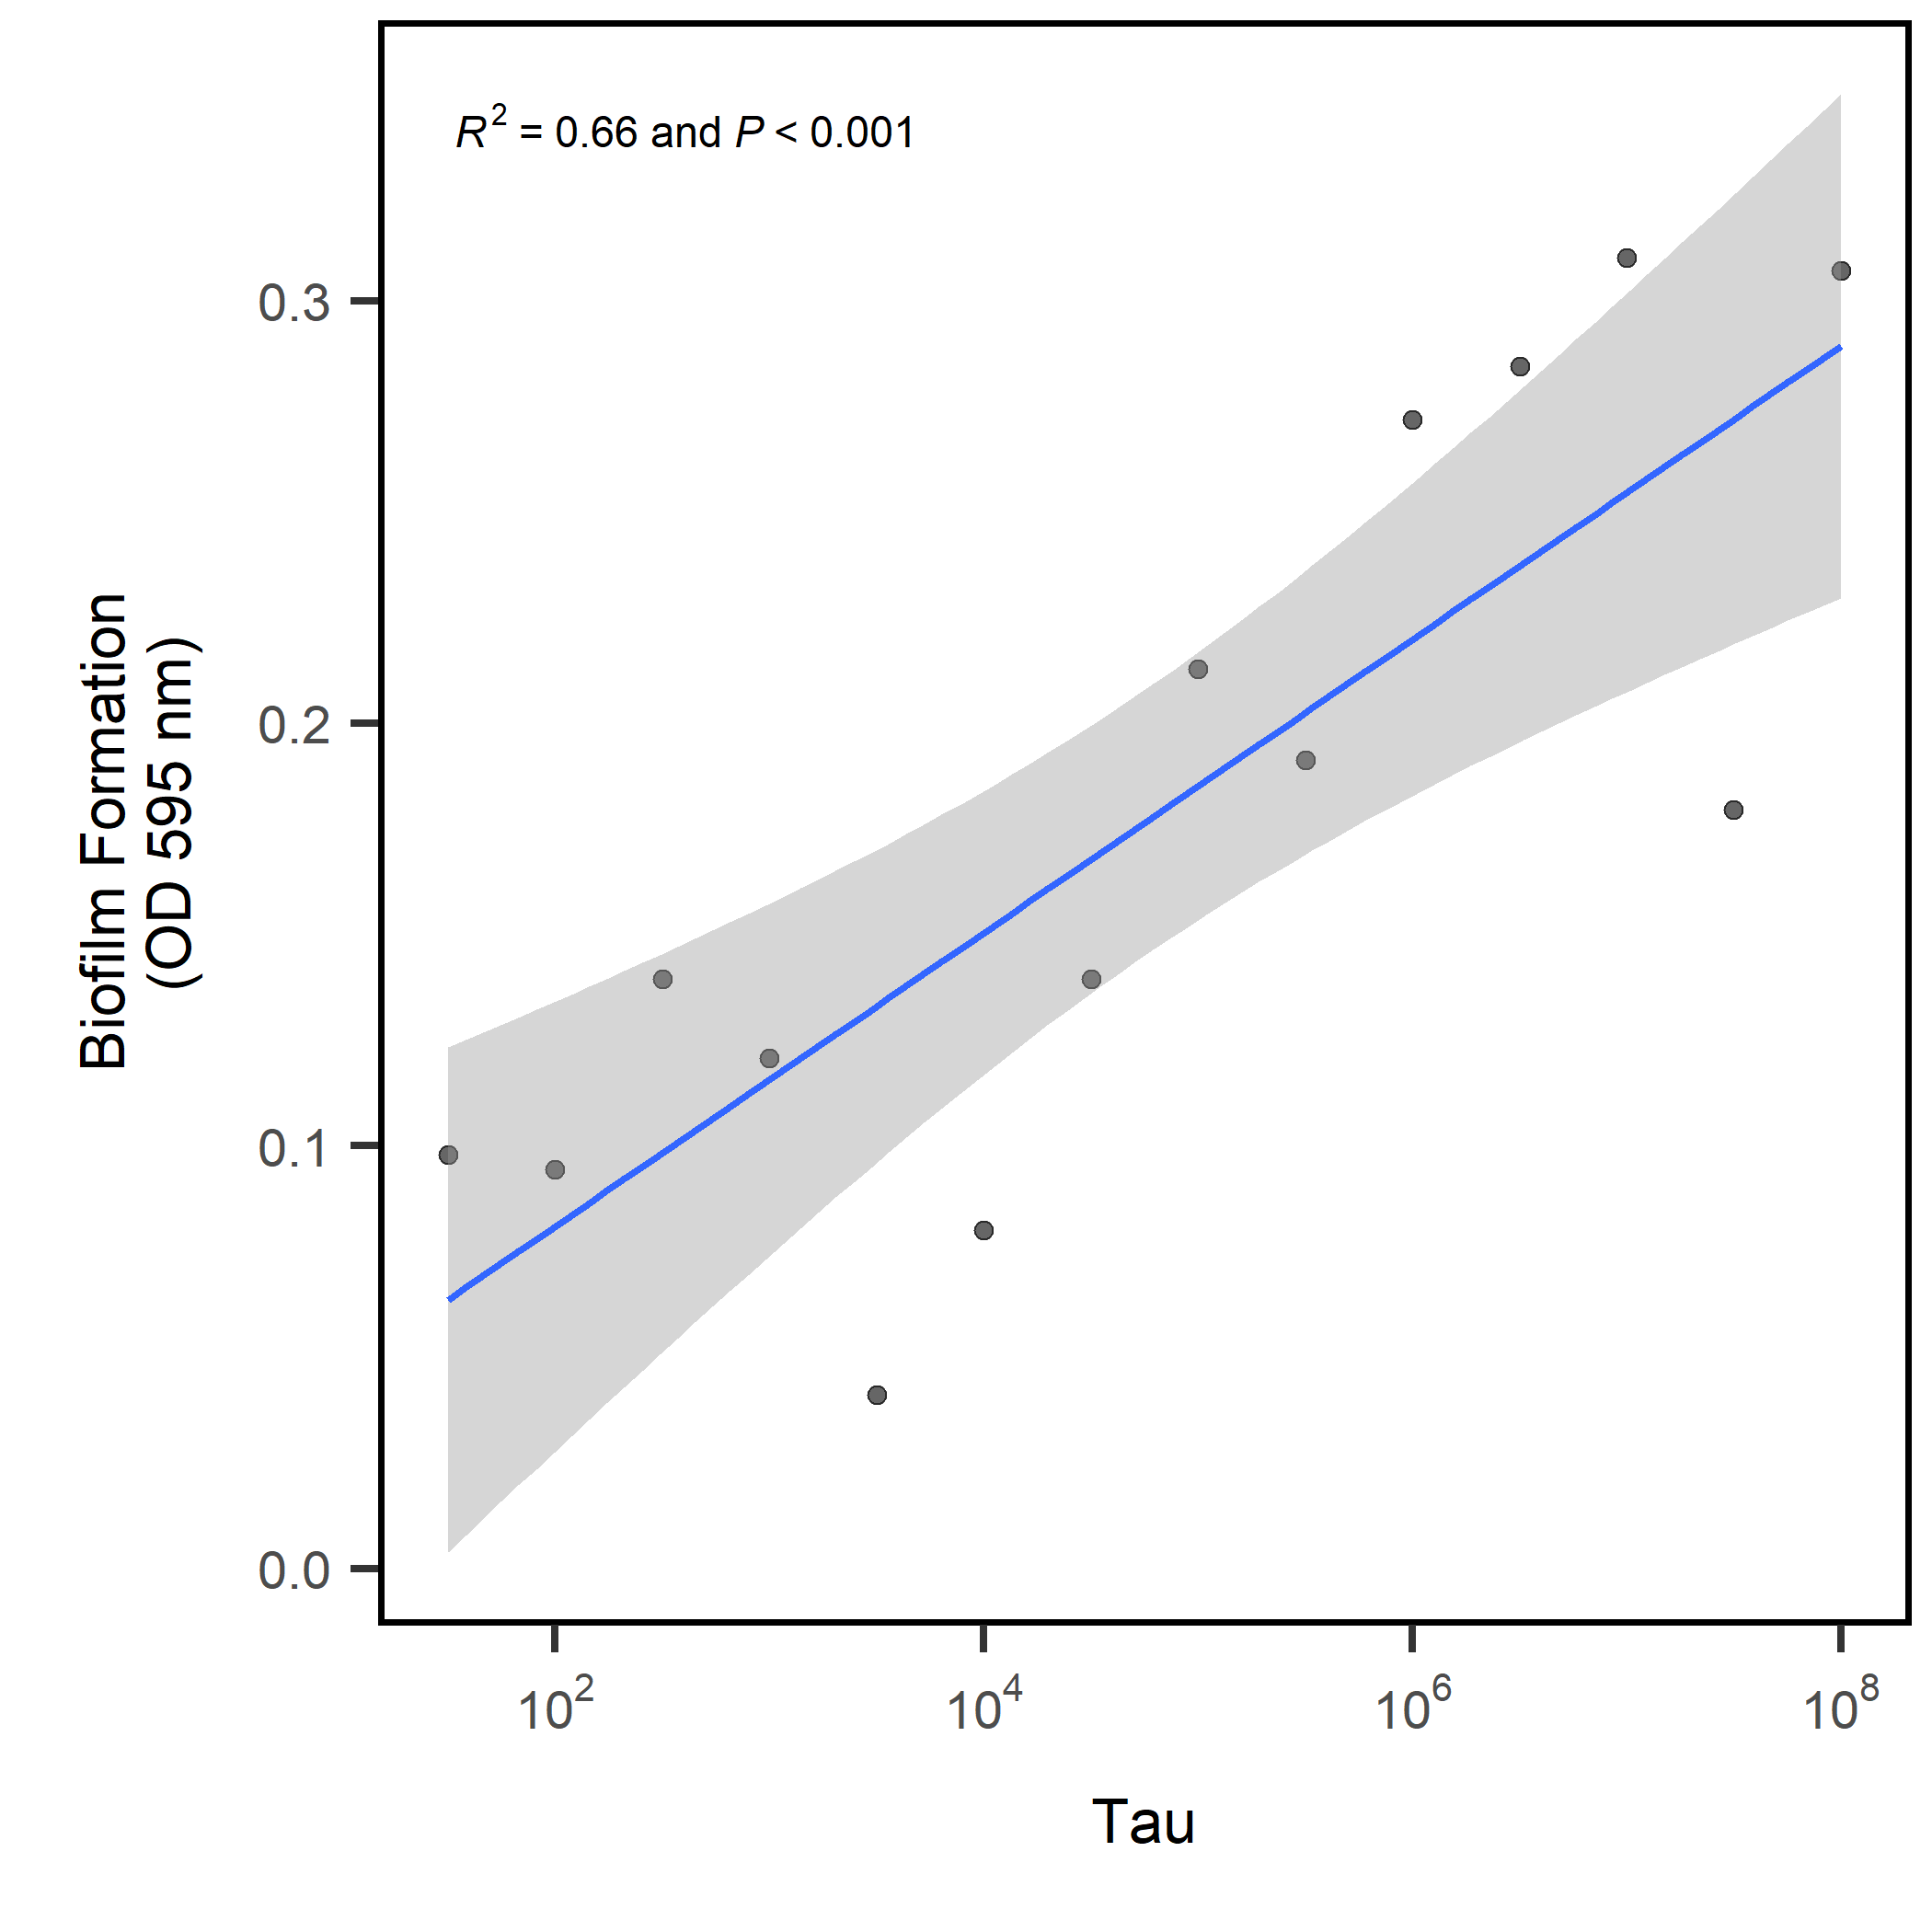 R² = 0.66 and P < 0.001
Biofilm Formation
(OD 595 nm)
0.3
0.2
0.1
0.0
10² 10⁴ 10⁶ 10⁸
Tau